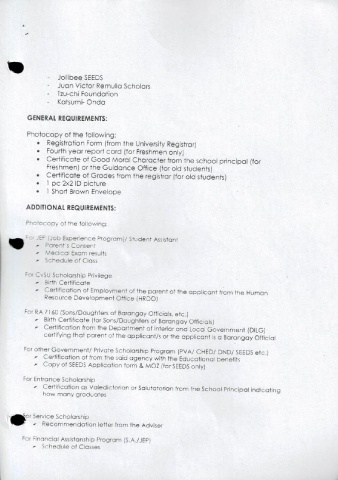 - Jollibee SEEDS
- Juan Victor Remulla Scholars
- Tzu-chi Foundation
- Katsumi- Onda
GENERAL REQUIREMENTS:
Photocopy of the following:
• Registration Form (from the University Registrar)
• Fourth year report card (for Freshmen only)
• Certificate of Good Moral Character from the school principal (for
Freshmen) or the Guidance Office (for old students)
• Certificate of Grades from the registrar (for old students)
• 1 pc 2x2 ID picture
• 1 Short Brown Envelope
ADDITIONAL REQUIREMENTS:
Photocopy of the following:
For JEP (Job Experience Program)/ Student Assistant
Parent's Consent
Medical Exam results
Schedule of Class
For CvSU Scholarship Privilege
Birth Certificate
Certification of Employment of the parent of the applicant from the Human
Resource Development Office (HRDO)
For RA 7160 (Sons/Daughters of Barangay Officials, etc.)
Birth Certificate (for Sons/Daughters of Barangay Officials)
Certification from the Department of Interior and Local Government (DILG)
certifying that parent of the applicant/s or the applicant is a Barangay Official
For other Government/ Private Scholarship Program (PVA/ CHED/ DND/ SEEDS etc.)
Certification of from the said agency with the Educational benefits
Copy of SEEDS Application form & MOZ (for SEEDS only)
For Entrance Scholarship
Certification as Valedictorian or Salutatorian from the School Principal indicating
how many graduates
For Service Scholarship
Recommendation letter from the Adviser
For Financial Assistantship Program (S.A./JEP)
Schedule of Classes